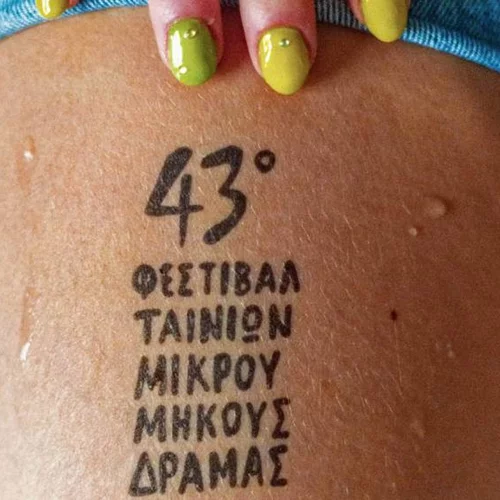 43°
ΦΕΣΤΙΒΑΛ
ΤΑΙΝΙΩΝ
ΜΙΚΡΟΥ
ΜΗΚΟΥΣ
ΔΡΑΜΑΣ